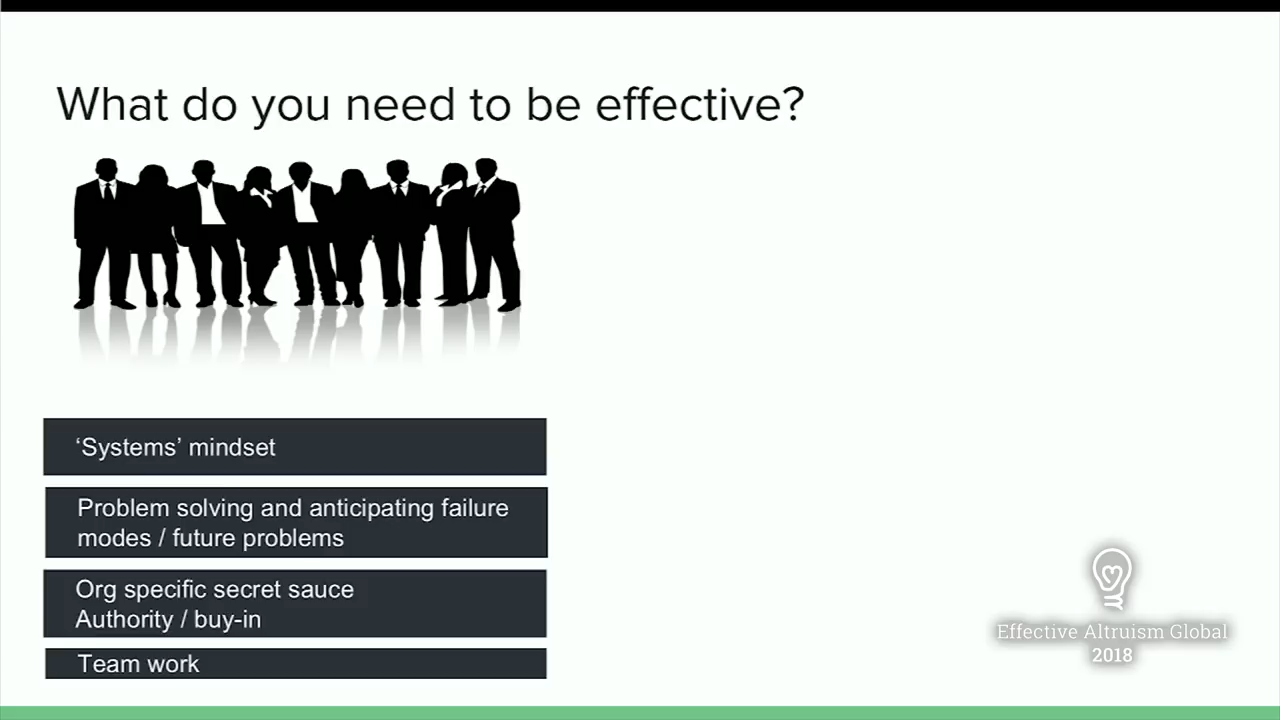 What do you need to be effective?
‘Systems’ mindset
Problem solving and anticipating failure
modes / future problems
Org specific secret sauce
Authority / buy-in
Team work
Effective Altruism Global
2018